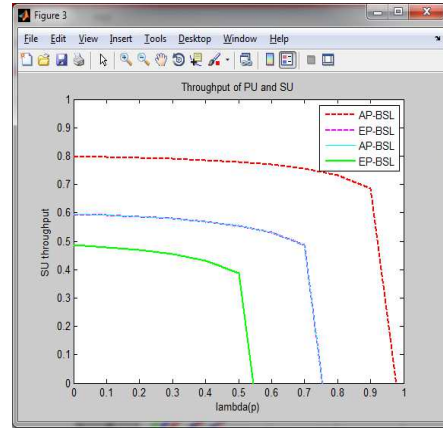 Figure 3
File Edit View Insert Tools Desktop Window Help
Throughput of PU and SU
AP-BSL
EP-BSL
AP-BSL
EP-BSL
SU throughput
1
0.9
0.8
0.7
0.6
0.5
0.4
0.3
0.2
0.1
0
0 0.1 0.2 0.3 0.4 0.5 0.6 0.7 0.8 0.9 1
lambda(p)